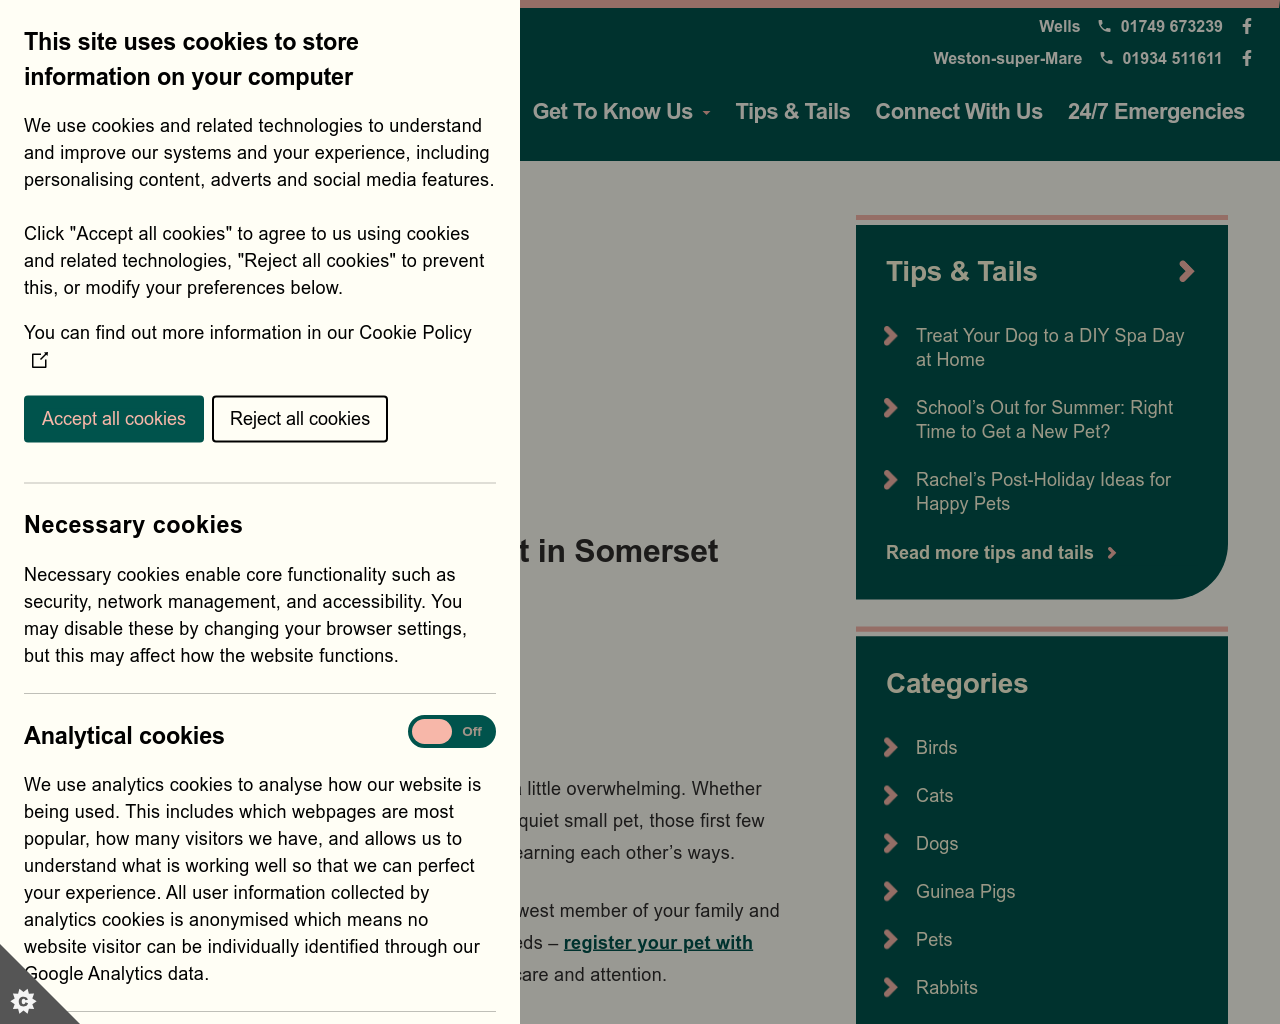 This site uses cookies to store
information on your computer
We use cookies and related technologies to understand
and improve our systems and your experience, including
personalising content, adverts and social media features.
Click "Accept all cookies" to agree to us using cookies
and related technologies, "Reject all cookies" to prevent
this, or modify your preferences below.
You can find out more information in our Cookie Policy
Accept all cookies
Reject all cookies
Necessary cookies
Necessary cookies enable core functionality such as
security, network management, and accessibility. You
may disable these by changing your browser settings,
but this may affect how the website functions.
Analytical cookies
Off
We use analytics cookies to analyse how our website is
being used. This includes which webpages are most
popular, how many visitors we have, and allows us to
understand what is working well so that we can perfect
your experience. All user information collected by
analytics cookies is anonymised which means no
website visitor can be individually identified through our
Google Analytics data.
Wells 01749 673239
Weston-super-Mare 01934 511611
Get To Know Us
Tips & Tails
Connect With Us
24/7 Emergencies
t in Somerset
little overwhelming. Whether
quiet small pet, those first few
earning each other’s ways.
west member of your family and
eds – register your pet with
care and attention.
Tips & Tails
Treat Your Dog to a DIY Spa Day
at Home
School’s Out for Summer: Right
Time to Get a New Pet?
Rachel’s Post-Holiday Ideas for
Happy Pets
Read more tips and tails
Categories
Birds
Cats
Dogs
Guinea Pigs
Pets
Rabbits